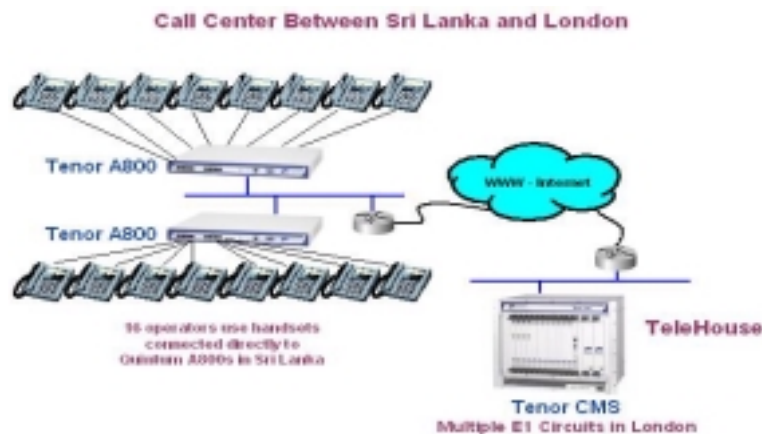 Call Center Between Sri Lanka and London
Tenor A800
WWW - Internet
Tenor A800
16 operators use handsets
connected directly to
Quintum A800s in Sri Lanka
TeleHouse
Tenor CMS
Multiple E1 Circuits in London